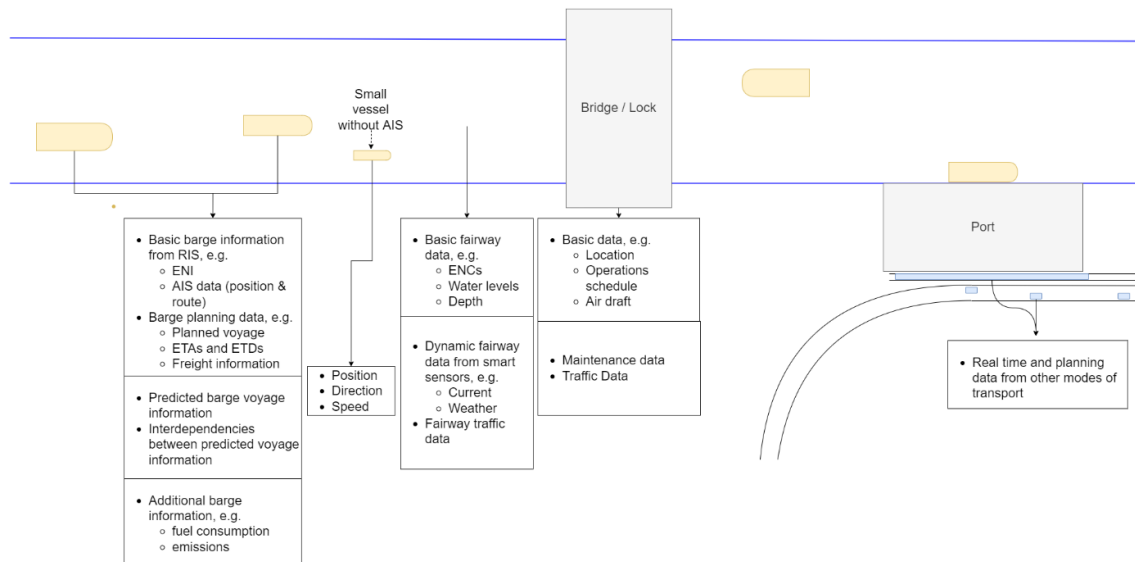 Small
vessel
without AIS
Bridge / Lock
Port
• Basic barge information
from RIS, e.g.
○ ENI
○ AIS data (position &
route)
• Barge planning data, e.g.
○ Planned voyage
○ ETAs and ETDs
○ Freight information
• Predicted barge voyage
information
• Interdependencies
between predicted voyage
information
• Additional barge
information, e.g.
○ fuel consumption
○ emissions
• Position
• Direction
• Speed
• Basic fairway
data, e.g.
○ ENCs
○ Water levels
○ Depth
• Dynamic fairway
data from smart
sensors, e.g.
○ Current
○ Weather
• Fairway traffic
data
• Basic data, e.g.
○ Location
○ Operations
schedule
○ Air draft
• Maintenance data
• Traffic Data
• Real time and planning
data from other modes of
transport